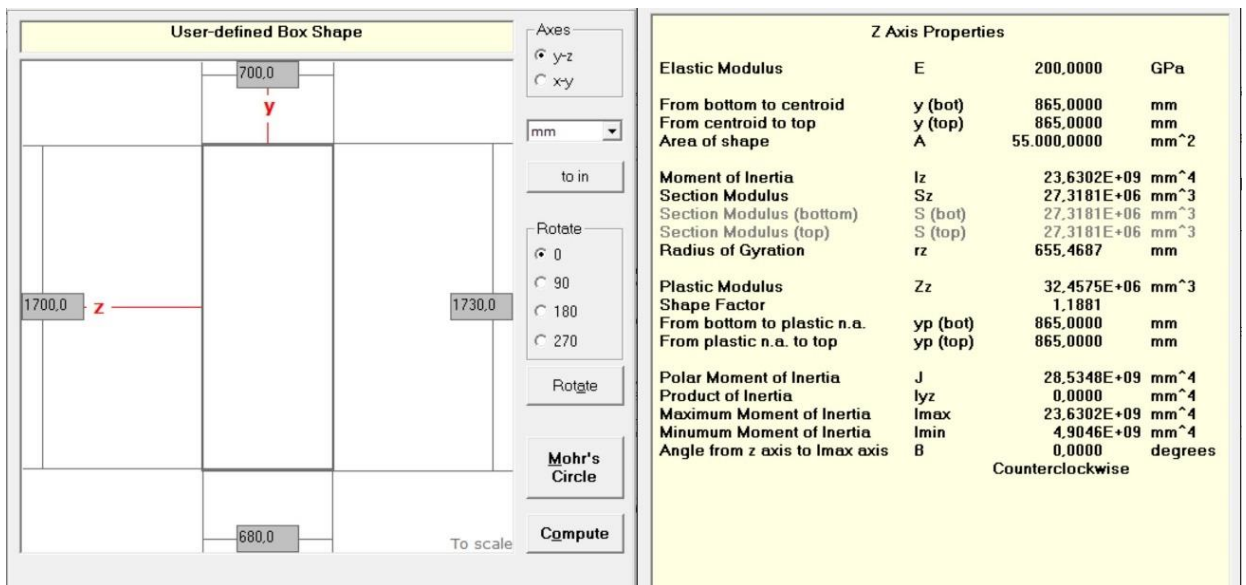 User-defined Box Shape
700,0
y
1700,0
z
1730,0
680,0
To scale
Axes
y-z
x-y
mm
to in
Rotate
0
90
180
270
Rotate
Mohr's
Circle
Compute
Z Axis Properties
Elastic Modulus E 200,0000 GPa
From bottom to centroid y (bot) 865,0000 mm
From centroid to top y (top) 865,0000 mm
Area of shape A 55.000,0000 mm^2
Moment of Inertia Iz 23,6302E+09 mm^4
Section Modulus Sz 27,3181E+06 mm^3
Section Modulus (bottom) S (bot) 27,3181E+06 mm^3
Section Modulus (top) S (top) 27,3181E+06 mm^3
Radius of Gyration rz 655,4687 mm
Plastic Modulus Zz 32,4575E+06 mm^3
Shape Factor 1,1881
From bottom to plastic n.a. yp (bot) 865,0000 mm
From plastic n.a. to top yp (top) 865,0000 mm
Polar Moment of Inertia J 28,5348E+09 mm^4
Product of Inertia Iyz 0,0000 mm^4
Maximum Moment of Inertia Imax 23,6302E+09 mm^4
Minumum Moment of Inertia Imin 4,9046E+09 mm^4
Angle from z axis to Imax axis B 0,0000 degrees
Counterclockwise